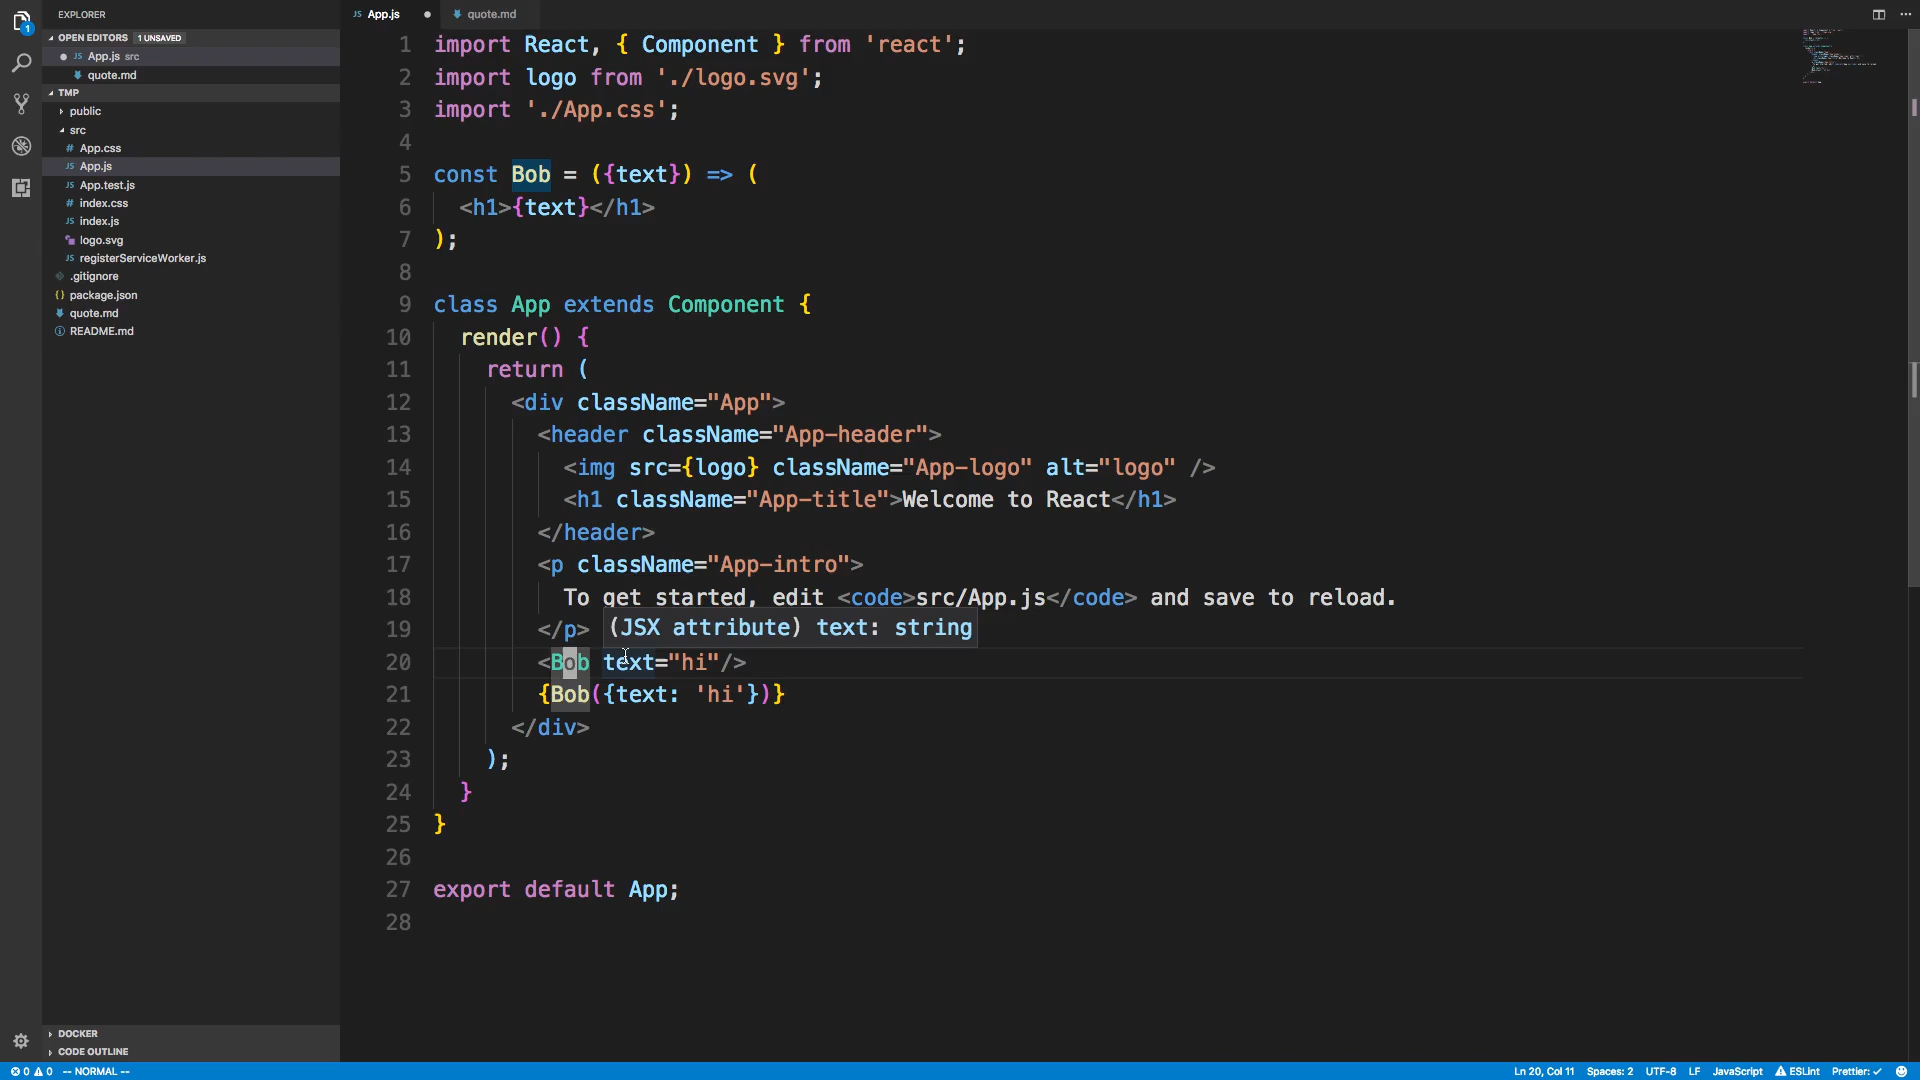 EXPLORER
OPEN EDITORS 1 UNSAVED
JS App.js src
quote.md
TMP
public
src
# App.css
JS App.js
JS App.test.js
# index.css
JS index.js
logo.svg
JS registerServiceWorker.js
.gitignore
{} package.json
quote.md
README.md
DOCKER
CODE OUTLINE
1
JS App.js
quote.md
1 import React, { Component } from 'react';
2 import logo from './logo.svg';
3 import './App.css';
4
5 const Bob = ({text}) => (
6 <h1>{text}</h1>
7 );
8
9 class App extends Component {
10 render() {
11 return (
12 <div className="App">
13 <header className="App-header">
14 <img src={logo} className="App-logo" alt="logo" />
15 <h1 className="App-title">Welcome to React</h1>
16 </header>
17 <p className="App-intro">
18 To get started, edit <code>src/App.js</code> and save to reload.
19 </p>
(JSX attribute) text: string
20 <Bob text="hi"/>
21 {Bob({text: 'hi'})}
22 </div>
23 );
24 }
25 }
26
27 export default App;
28
0 0 -- NORMAL --
Ln 20, Col 11 Spaces: 2 UTF-8 LF JavaScript ESLint Prettier: ✓